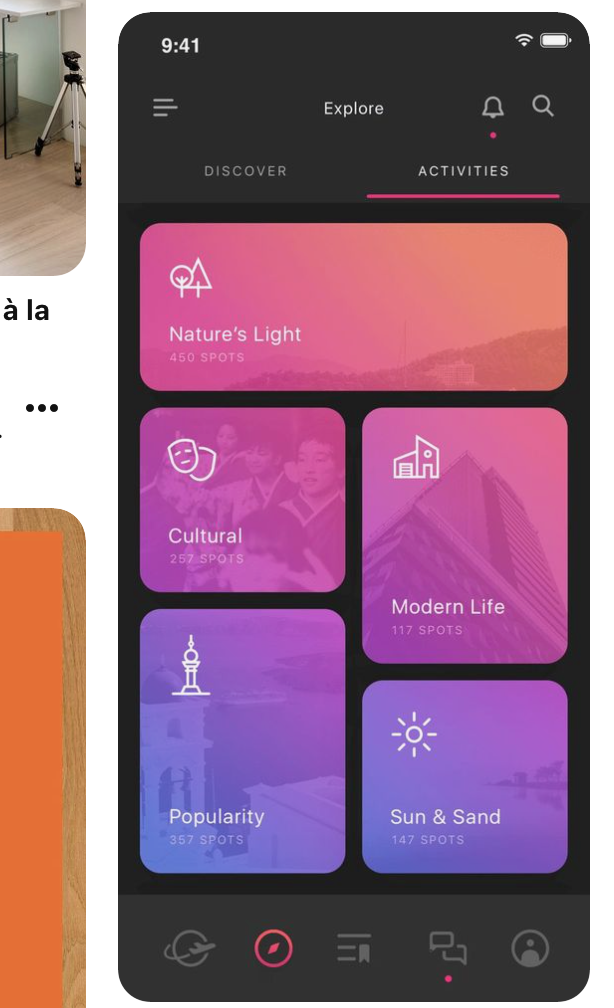 à la
9:41
Explore
DISCOVER
ACTIVITIES
Nature's Light
450 SPOTS
Cultural
257 SPOTS
Modern Life
117 SPOTS
Popularity
357 SPOTS
Sun & Sand
147 SPOTS